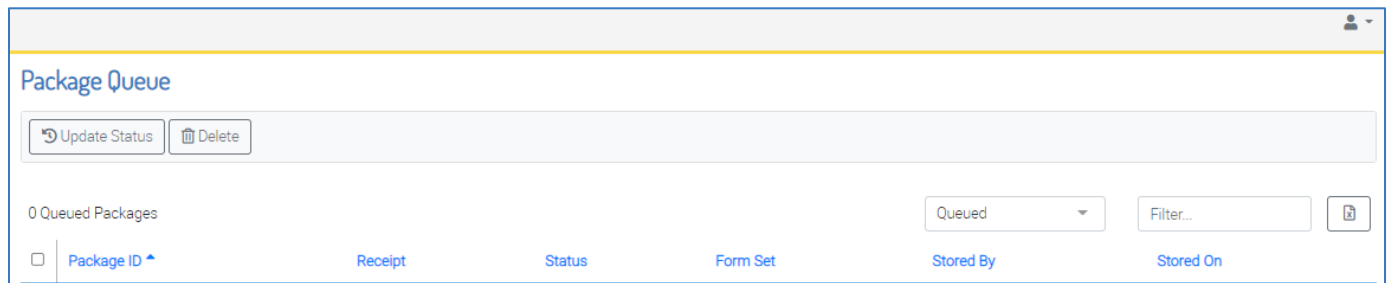 Package Queue
Update Status Delete
0 Queued Packages Queued Filter...
Package ID Receipt Status Form Set Stored By Stored On